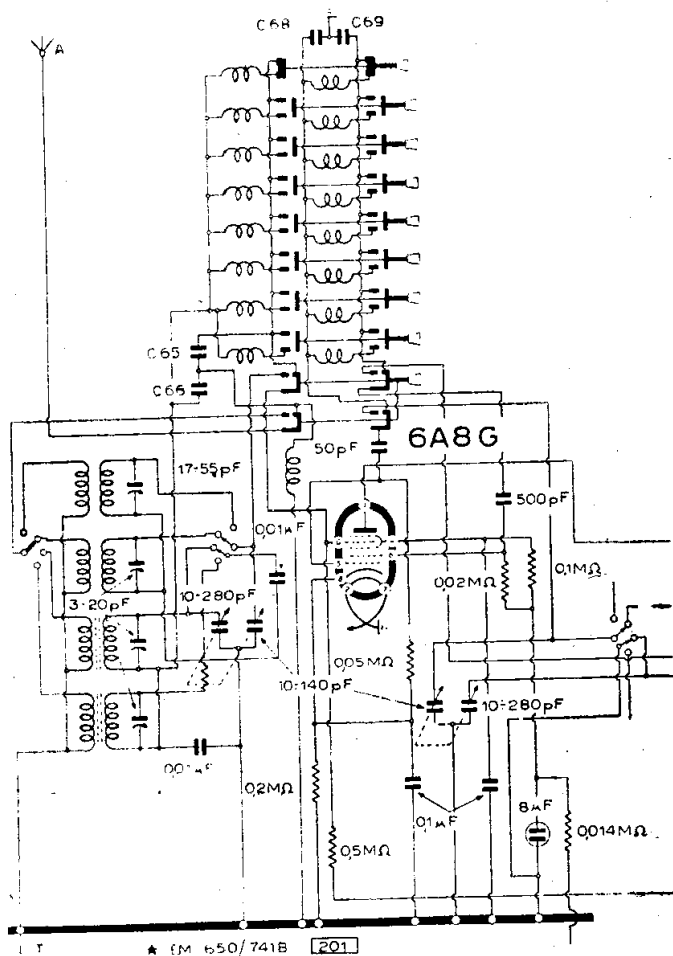 C68 C69
A
C65
C66
50pF
6A8G
17-55pF
500pF
0,01µF
0,02MΩ
0,1MΩ
3-20pF
10-280pF
0,05MΩ
10-140pF
10÷280pF
0,01µF
0,2MΩ
0,1µF
8µF
0,014MΩ
0,5MΩ
T
★ EM 650/741B 201